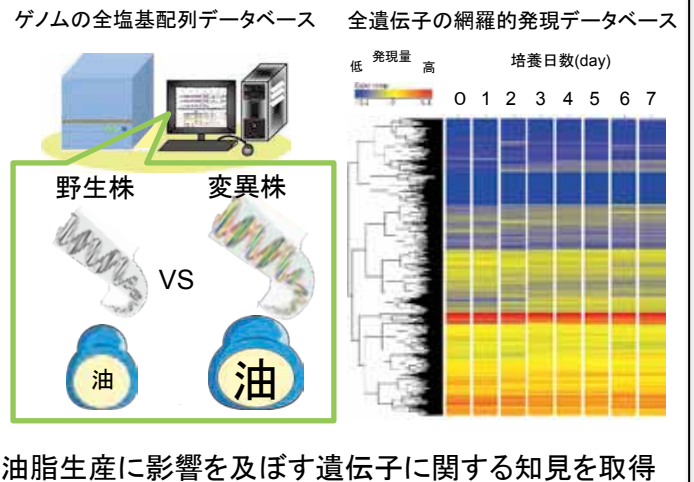 ゲノムの全塩基配列データベース
全遺伝子の網羅的発現データベース
低 発現量 高
培養日数(day)
0 1 2 3 4 5 6 7
野生株
変異株
VS
油
油
油脂生産に影響を及ぼす遺伝子に関する知見を取得